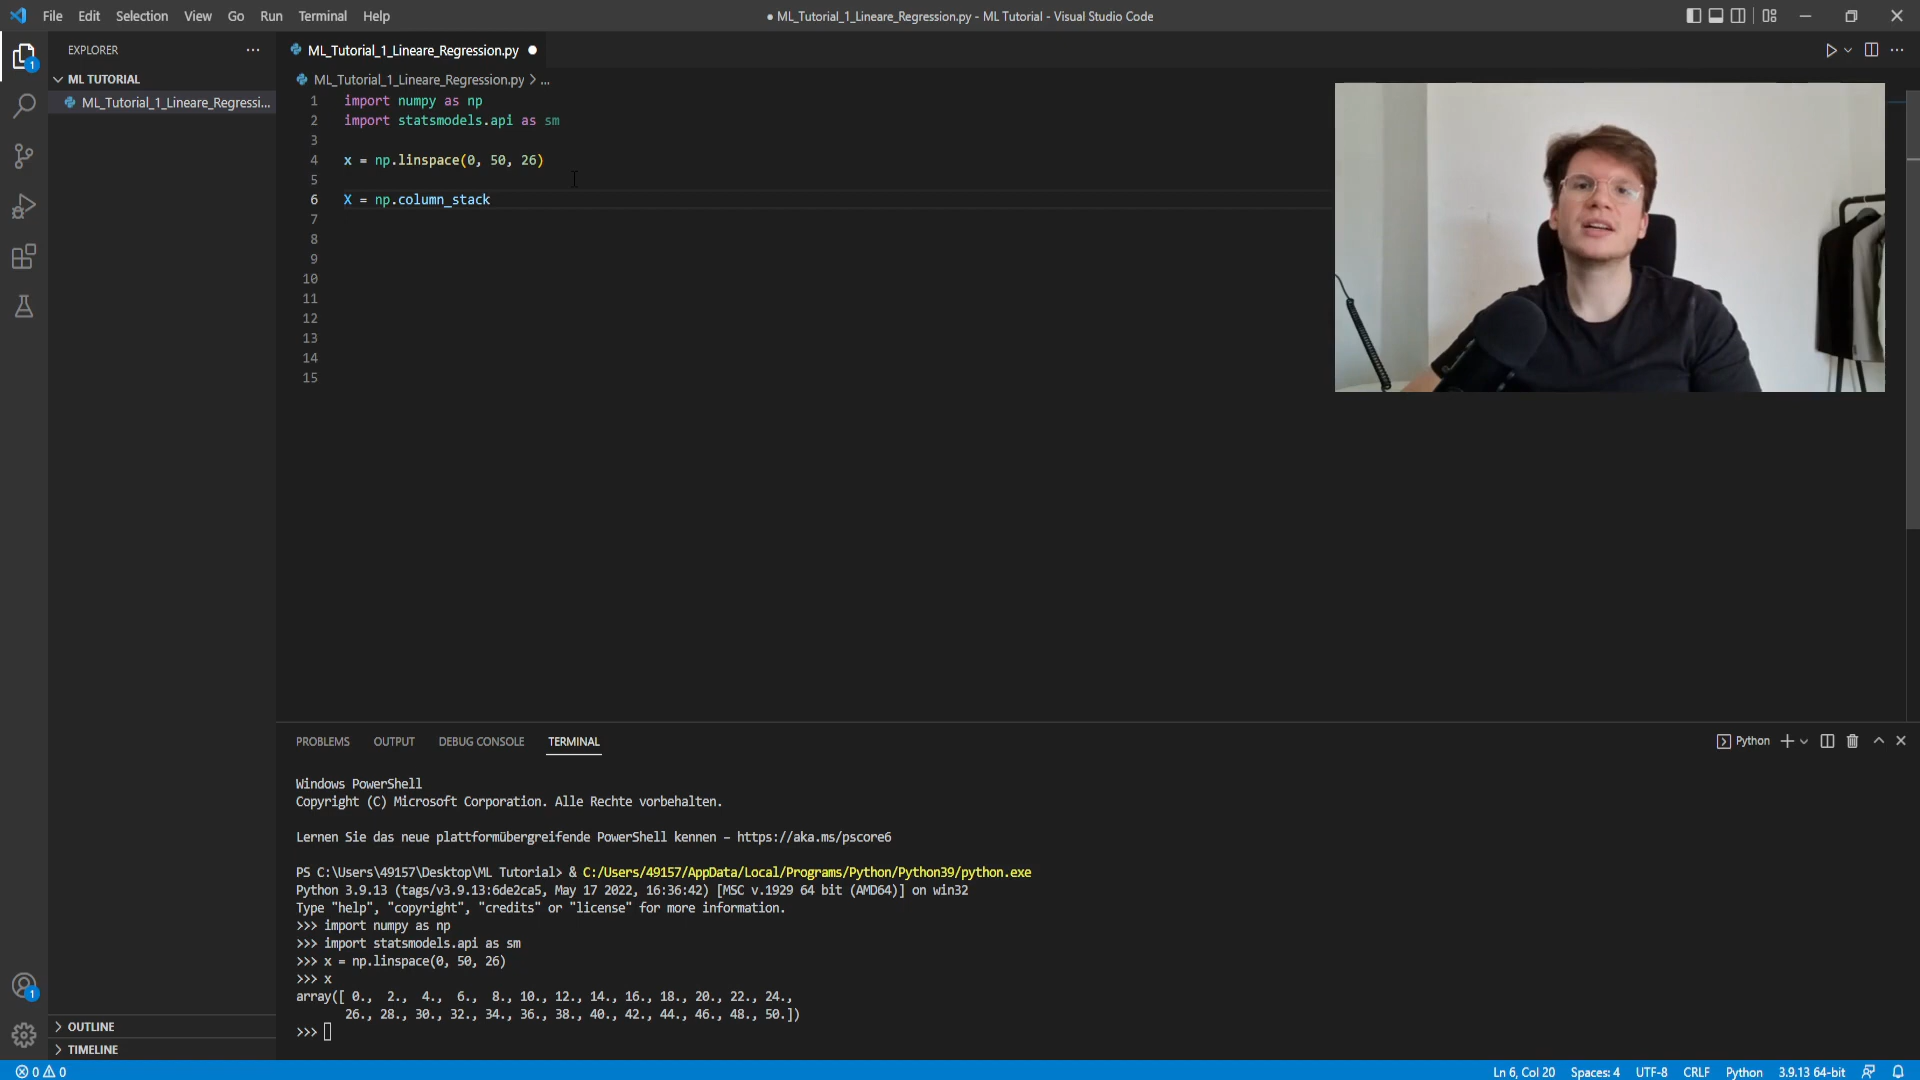 File Edit Selection View Go Run Terminal Help
● ML_Tutorial_1_Lineare_Regression.py - ML Tutorial - Visual Studio Code
EXPLORER
ML TUTORIAL
ML_Tutorial_1_Lineare_Regressi...
ML_Tutorial_1_Lineare_Regression.py
ML_Tutorial_1_Lineare_Regression.py > ...
1 import numpy as np
2 import statsmodels.api as sm
3
4 x = np.linspace(0, 50, 26)
5
6 X = np.column_stack
7
8
9
10
11
12
13
14
15
PROBLEMS OUTPUT DEBUG CONSOLE TERMINAL
Python
Windows PowerShell
Copyright (C) Microsoft Corporation. Alle Rechte vorbehalten.
Lernen Sie das neue plattformübergreifende PowerShell kennen – https://aka.ms/pscore6
PS C:\Users\49157\Desktop\ML Tutorial> & C:/Users/49157/AppData/Local/Programs/Python/Python39/python.exe
Python 3.9.13 (tags/v3.9.13:6de2ca5, May 17 2022, 16:36:42) [MSC v.1929 64 bit (AMD64)] on win32
Type "help", "copyright", "credits" or "license" for more information.
>>> import numpy as np
>>> import statsmodels.api as sm
>>> x = np.linspace(0, 50, 26)
>>> x
array([ 0., 2., 4., 6., 8., 10., 12., 14., 16., 18., 20., 22., 24.,
26., 28., 30., 32., 34., 36., 38., 40., 42., 44., 46., 48., 50.])
>>>
1
1
OUTLINE
TIMELINE
0 0
Ln 6, Col 20 Spaces: 4 UTF-8 CRLF Python 3.9.13 64-bit